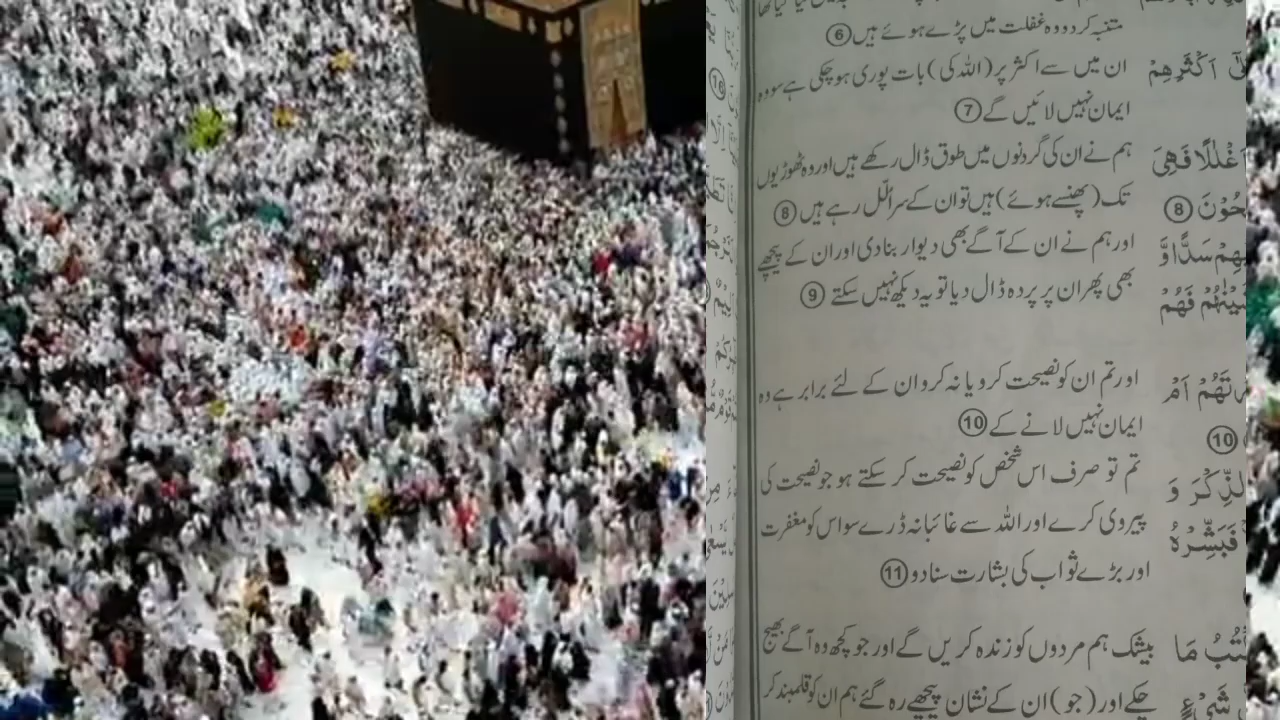 متنبہ کردو وہ غفلت میں پڑے ہوئے ہیں ⑥
ان میں سے اکثر پر (اللہ کی) بات پوری ہو چکی ہے سو وہ
اَكْثَرِهِمْ
ایمان نہیں لائیں گے ⑦
ہم نے ان کی گردنوں میں طوق ڈال رکھے ہیں اور وہ ٹھوڑیوں
اَغْلٰلًا فَهِیَ
تک (پھنسے ہوئے) ہیں تو ان کے سر اُلل رہے ہیں ⑧
⑧
اور ہم نے ان کے آگے بھی دیوار بنا دی اور ان کے پیچھے
سَدًّا وَّ
بھی پھر ان پر پردہ ڈال دیا تو یہ دیکھ نہیں سکتے ⑨
فَهُمْ
اور تم ان کو نصیحت کرو یا نہ کرو ان کے لئے برابر ہے وہ
اَمْ
ایمان نہیں لانے کے ⑩
⑩
تم تو صرف اس شخص کو نصیحت کر سکتے ہو جو نصیحت کی
الذِّكْرَ وَ
پیروی کرے اور اللہ سے غائبانہ ڈرے سو اس کو مغفرت
فَبَشِّرْهُ
اور بڑے ثواب کی بشارت سنا دو ⑪
بیشک ہم مردوں کو زندہ کریں گے اور جو کچھ وہ آگے بھیج
مَا
چکے اور (جو) ان کے نشان پیچھے رہ گئے ہم ان کو قلمبند کر
شَیْءٍ